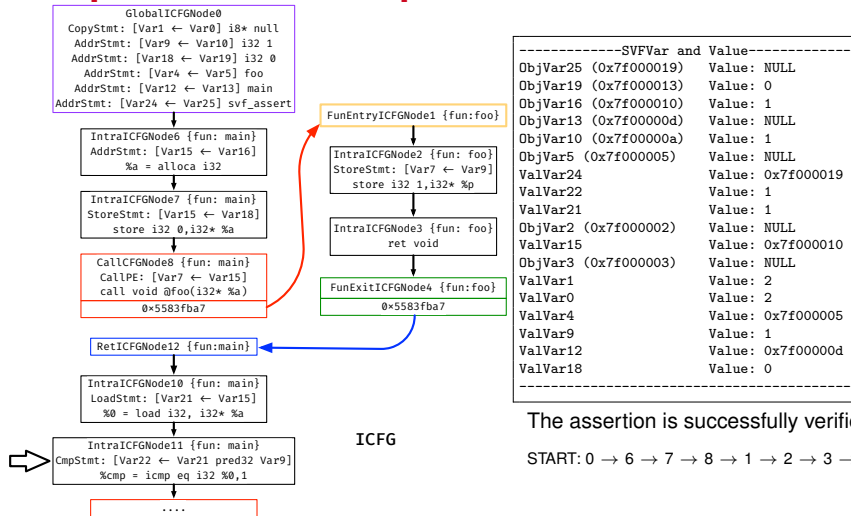 GlobalICFGNode0
CopyStmt: [Var1 ← Var0] i8* null
AddrStmt: [Var9 ← Var10] i32 1
AddrStmt: [Var18 ← Var19] i32 0
AddrStmt: [Var4 ← Var5] foo
AddrStmt: [Var12 ← Var13] main
AddrStmt: [Var24 ← Var25] svf_assert
IntraICFGNode6 {fun: main}
AddrStmt: [Var15 ← Var16]
%a = alloca i32
IntraICFGNode7 {fun: main}
StoreStmt: [Var15 ← Var18]
store i32 0,i32* %a
CallCFGNode8 {fun: main}
CallPE: [Var7 ← Var15]
call void @foo(i32* %a)
0×5583fba7
RetICFGNode12 {fun:main}
IntraICFGNode10 {fun: main}
LoadStmt: [Var21 ← Var15]
%0 = load i32, i32* %a
IntraICFGNode11 {fun: main}
CmpStmt: [Var22 ← Var21 pred32 Var9]
%cmp = icmp eq i32 %0,1
....
FunEntryICFGNode1 {fun:foo}
IntraICFGNode2 {fun: foo}
StoreStmt: [Var7 ← Var9]
store i32 1,i32* %p
IntraICFGNode3 {fun: foo}
ret void
FunExitICFGNode4 {fun:foo}
0×5583fba7
ICFG
-------------SVFVar and Value-------------
ObjVar25 (0x7f000019) Value: NULL
ObjVar19 (0x7f000013) Value: 0
ObjVar16 (0x7f000010) Value: 1
ObjVar13 (0x7f00000d) Value: NULL
ObjVar10 (0x7f00000a) Value: 1
ObjVar5 (0x7f000005) Value: NULL
ValVar24 Value: 0x7f000019
ValVar22 Value: 1
ValVar21 Value: 1
ObjVar2 (0x7f000002) Value: NULL
ValVar15 Value: 0x7f000010
ObjVar3 (0x7f000003) Value: NULL
ValVar1 Value: 2
ValVar0 Value: 2
ValVar4 Value: 0x7f000005
ValVar9 Value: 1
ValVar12 Value: 0x7f00000d
ValVar18 Value: 0
------------------------------------------
The assertion is successfully verifie
START: 0 → 6 → 7 → 8 → 1 → 2 → 3 —